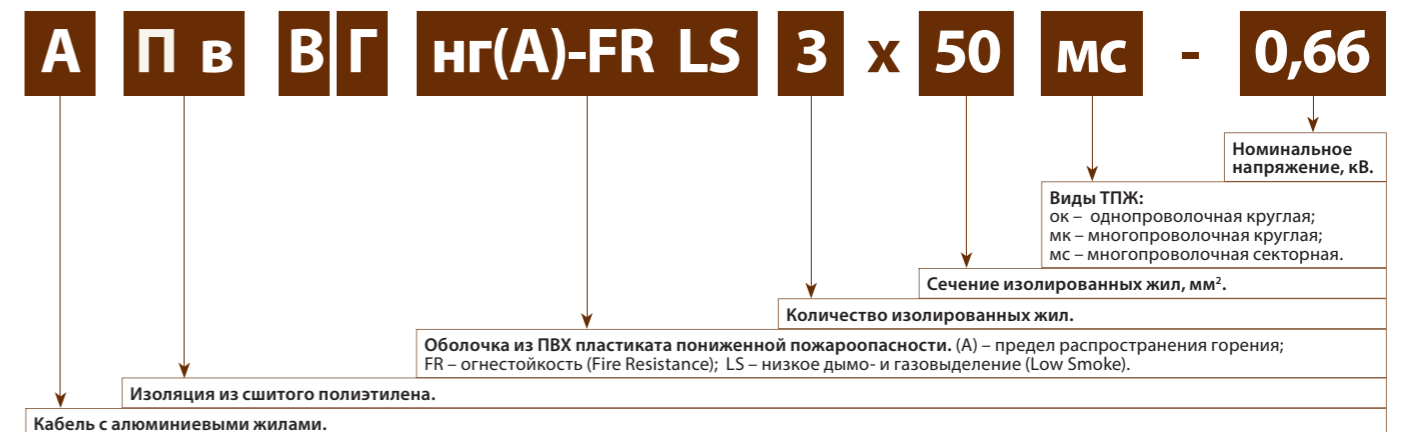 А Пв ВГ нг(А)-FR LS 3 х 50 мс - 0,66
Номинальное
напряжение, кВ.
Виды ТПЖ:
ок – однопроволочная круглая;
мк – многопроволочная круглая;
мс – многопроволочная секторная.
Сечение изолированных жил, мм².
Количество изолированных жил.
Оболочка из ПВХ пластиката пониженной пожароопасности. (А) – предел распространения горения;
FR – огнестойкость (Fire Resistance); LS – низкое дымо- и газовыделение (Low Smoke).
Изоляция из сшитого полиэтилена.
Кабель с алюминиевыми жилами.